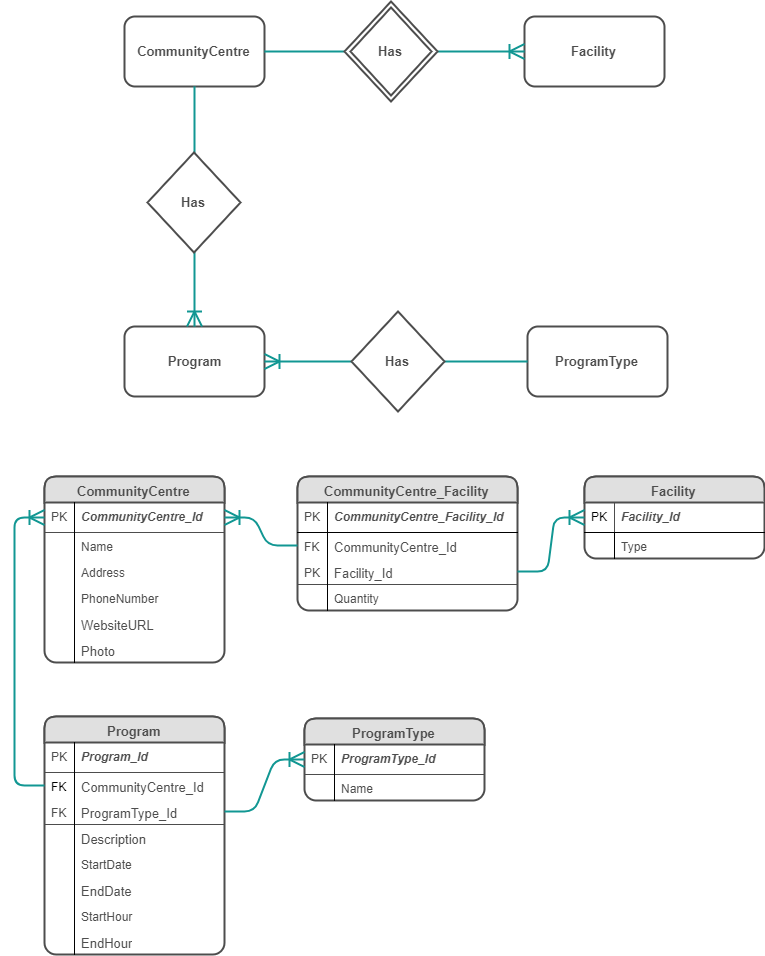 CommunityCentre
Has
Facility
Has
Program
Has
ProgramType
CommunityCentre
PK CommunityCentre_Id
Name
Address
PhoneNumber
WebsiteURL
Photo
CommunityCentre_Facility
PK CommunityCentre_Facility_Id
FK CommunityCentre_Id
PK Facility_Id
Quantity
Facility
PK Facility_Id
Type
Program
PK Program_Id
FK CommunityCentre_Id
FK ProgramType_Id
Description
StartDate
EndDate
StartHour
EndHour
ProgramType
PK ProgramType_Id
Name